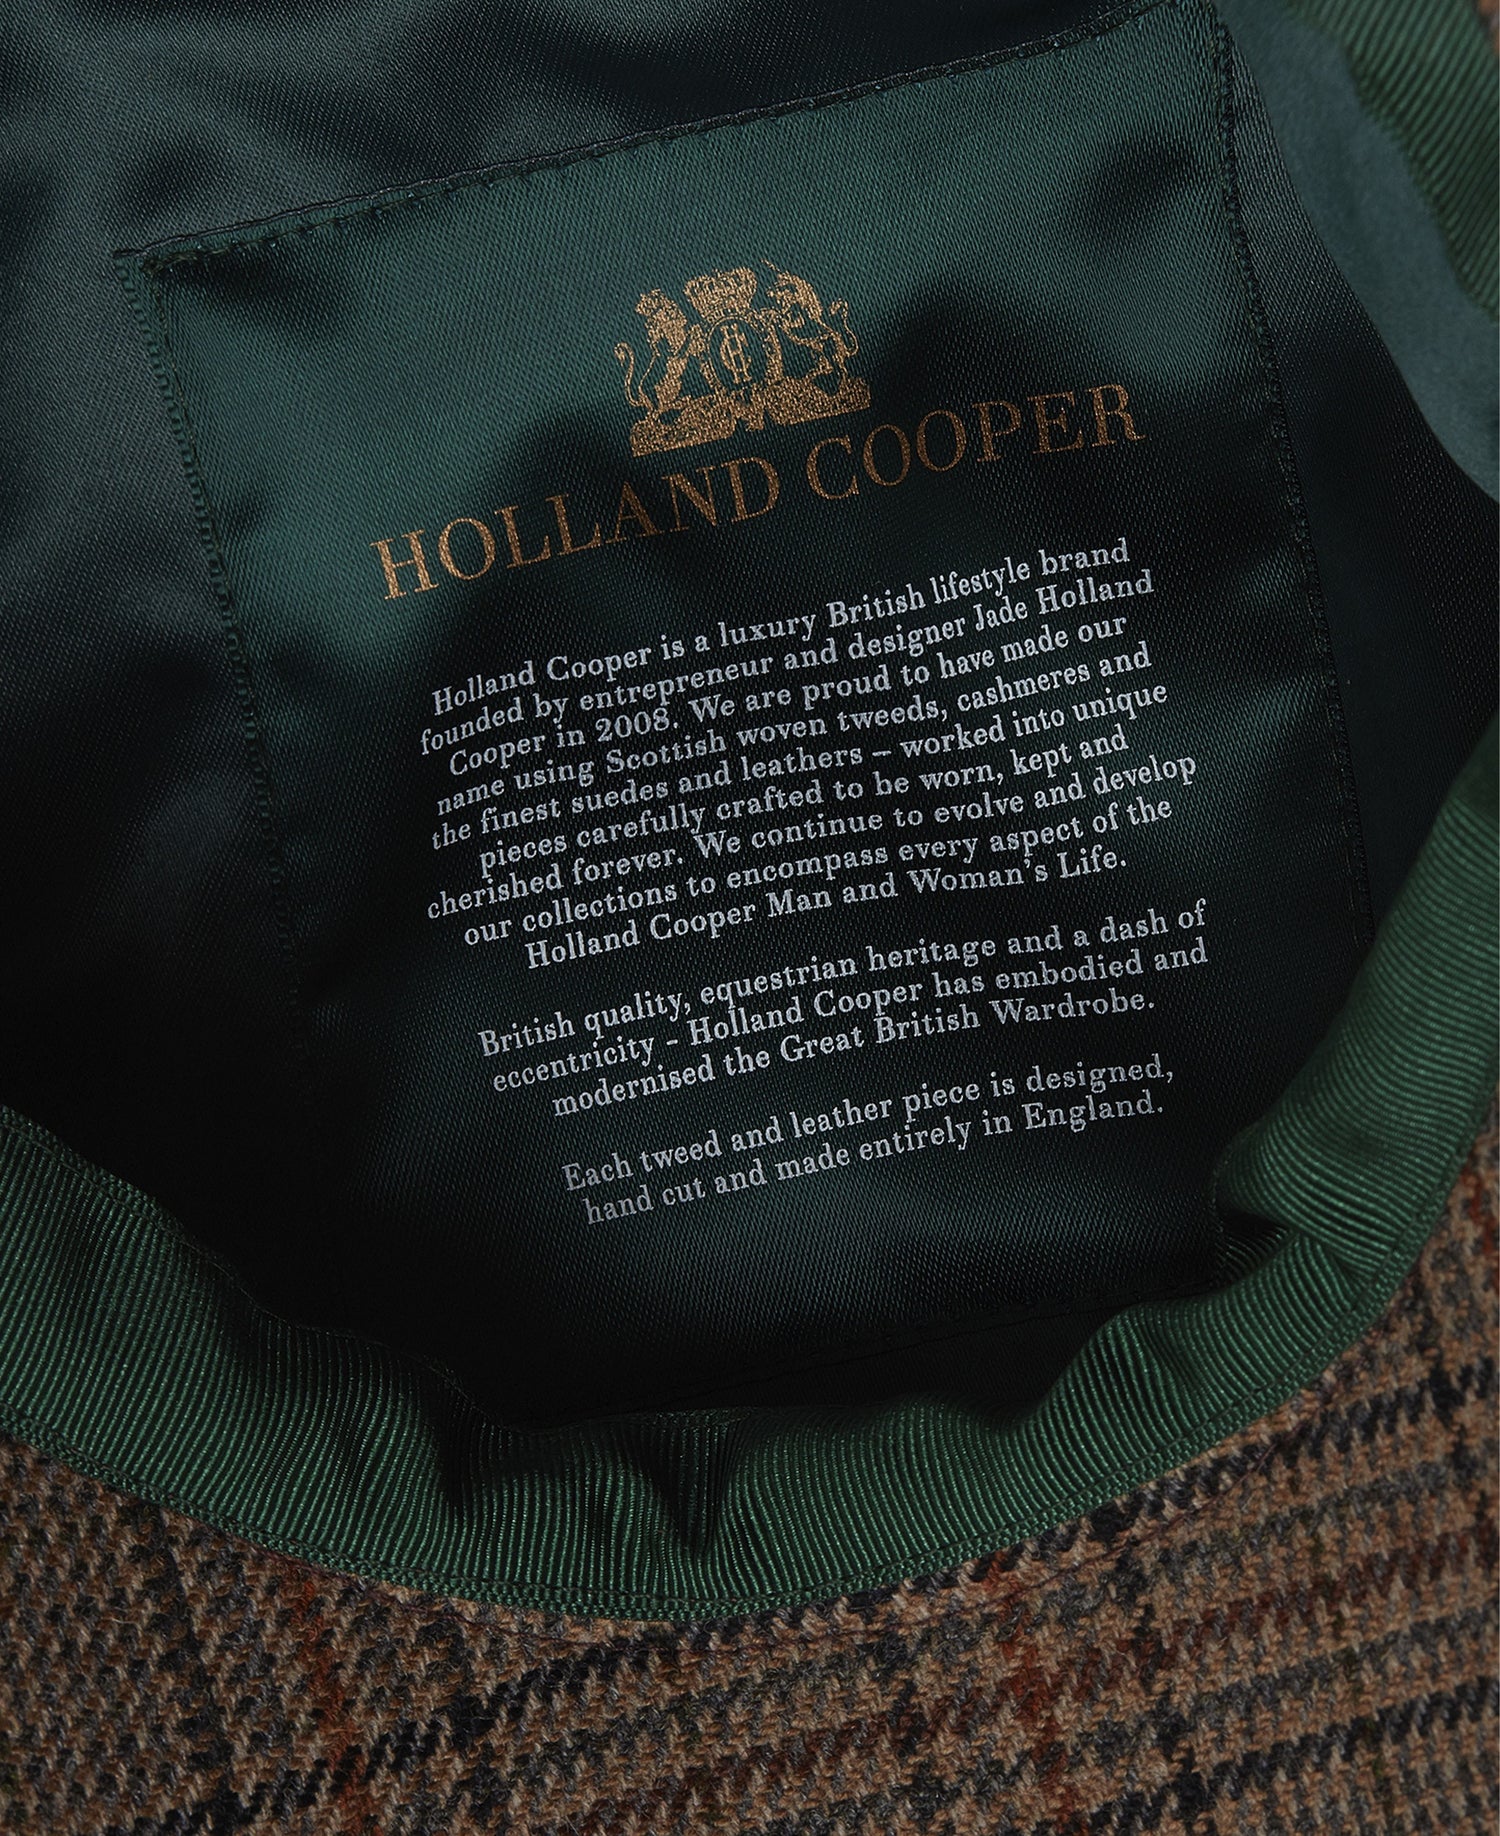 HC
HOLLAND COOPER
Holland Cooper is a luxury British lifestyle brand
founded by entrepreneur and designer Jade Holland
Cooper in 2008. We are proud to have made our
name using Scottish woven tweeds, cashmeres and
the finest suedes and leathers – worked into unique
pieces carefully crafted to be worn, kept and
cherished forever. We continue to evolve and develop
our collections to encompass every aspect of the
Holland Cooper Man and Woman's Life.
British quality, equestrian heritage and a dash of
eccentricity - Holland Cooper has embodied and
modernised the Great British Wardrobe.
Each tweed and leather piece is designed,
hand cut and made entirely in England.